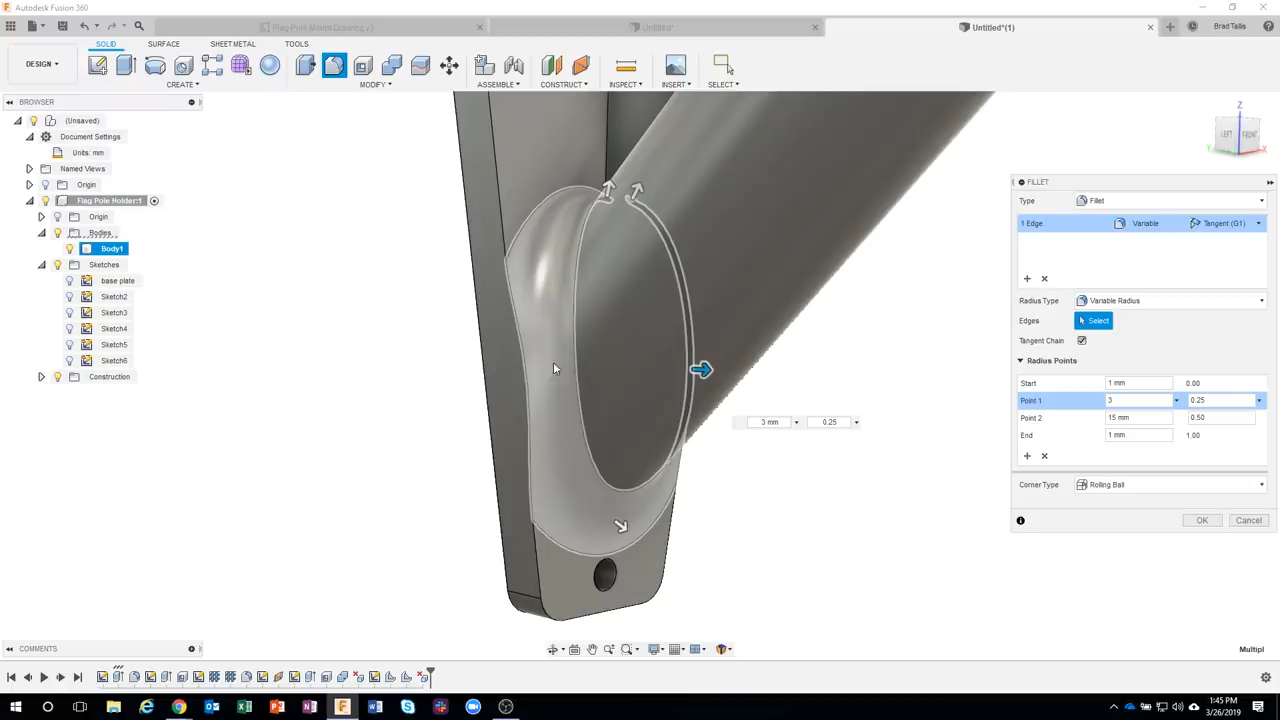 Autodesk Fusion 360
Flag Pole Mount Drawing v3
Untitled*
Untitled*(1)
Brad Tallis
DESIGN
SOLID
SURFACE
SHEET METAL
TOOLS
CREATE
MODIFY
ASSEMBLE
CONSTRUCT
INSPECT
INSERT
SELECT
BROWSER
(Unsaved)
Document Settings
Units: mm
Named Views
Origin
Flag Pole Holder:1
Origin
Bodies
Body1
Sketches
base plate
Sketch2
Sketch3
Sketch4
Sketch5
Sketch6
Construction
Z
LEFT
FRONT
Y
X
3 mm 0.25
FILLET
Type Fillet
1 Edge Variable Tangent (G1)
Radius Type Variable Radius
Edges Select
Tangent Chain
Radius Points
Start 1 mm 0.00
Point 1 3 0.25
Point 2 15 mm 0.50
End 1 mm 1.00
Corner Type Rolling Ball
OK Cancel
COMMENTS
Multipl
1:45 PM
3/26/2019